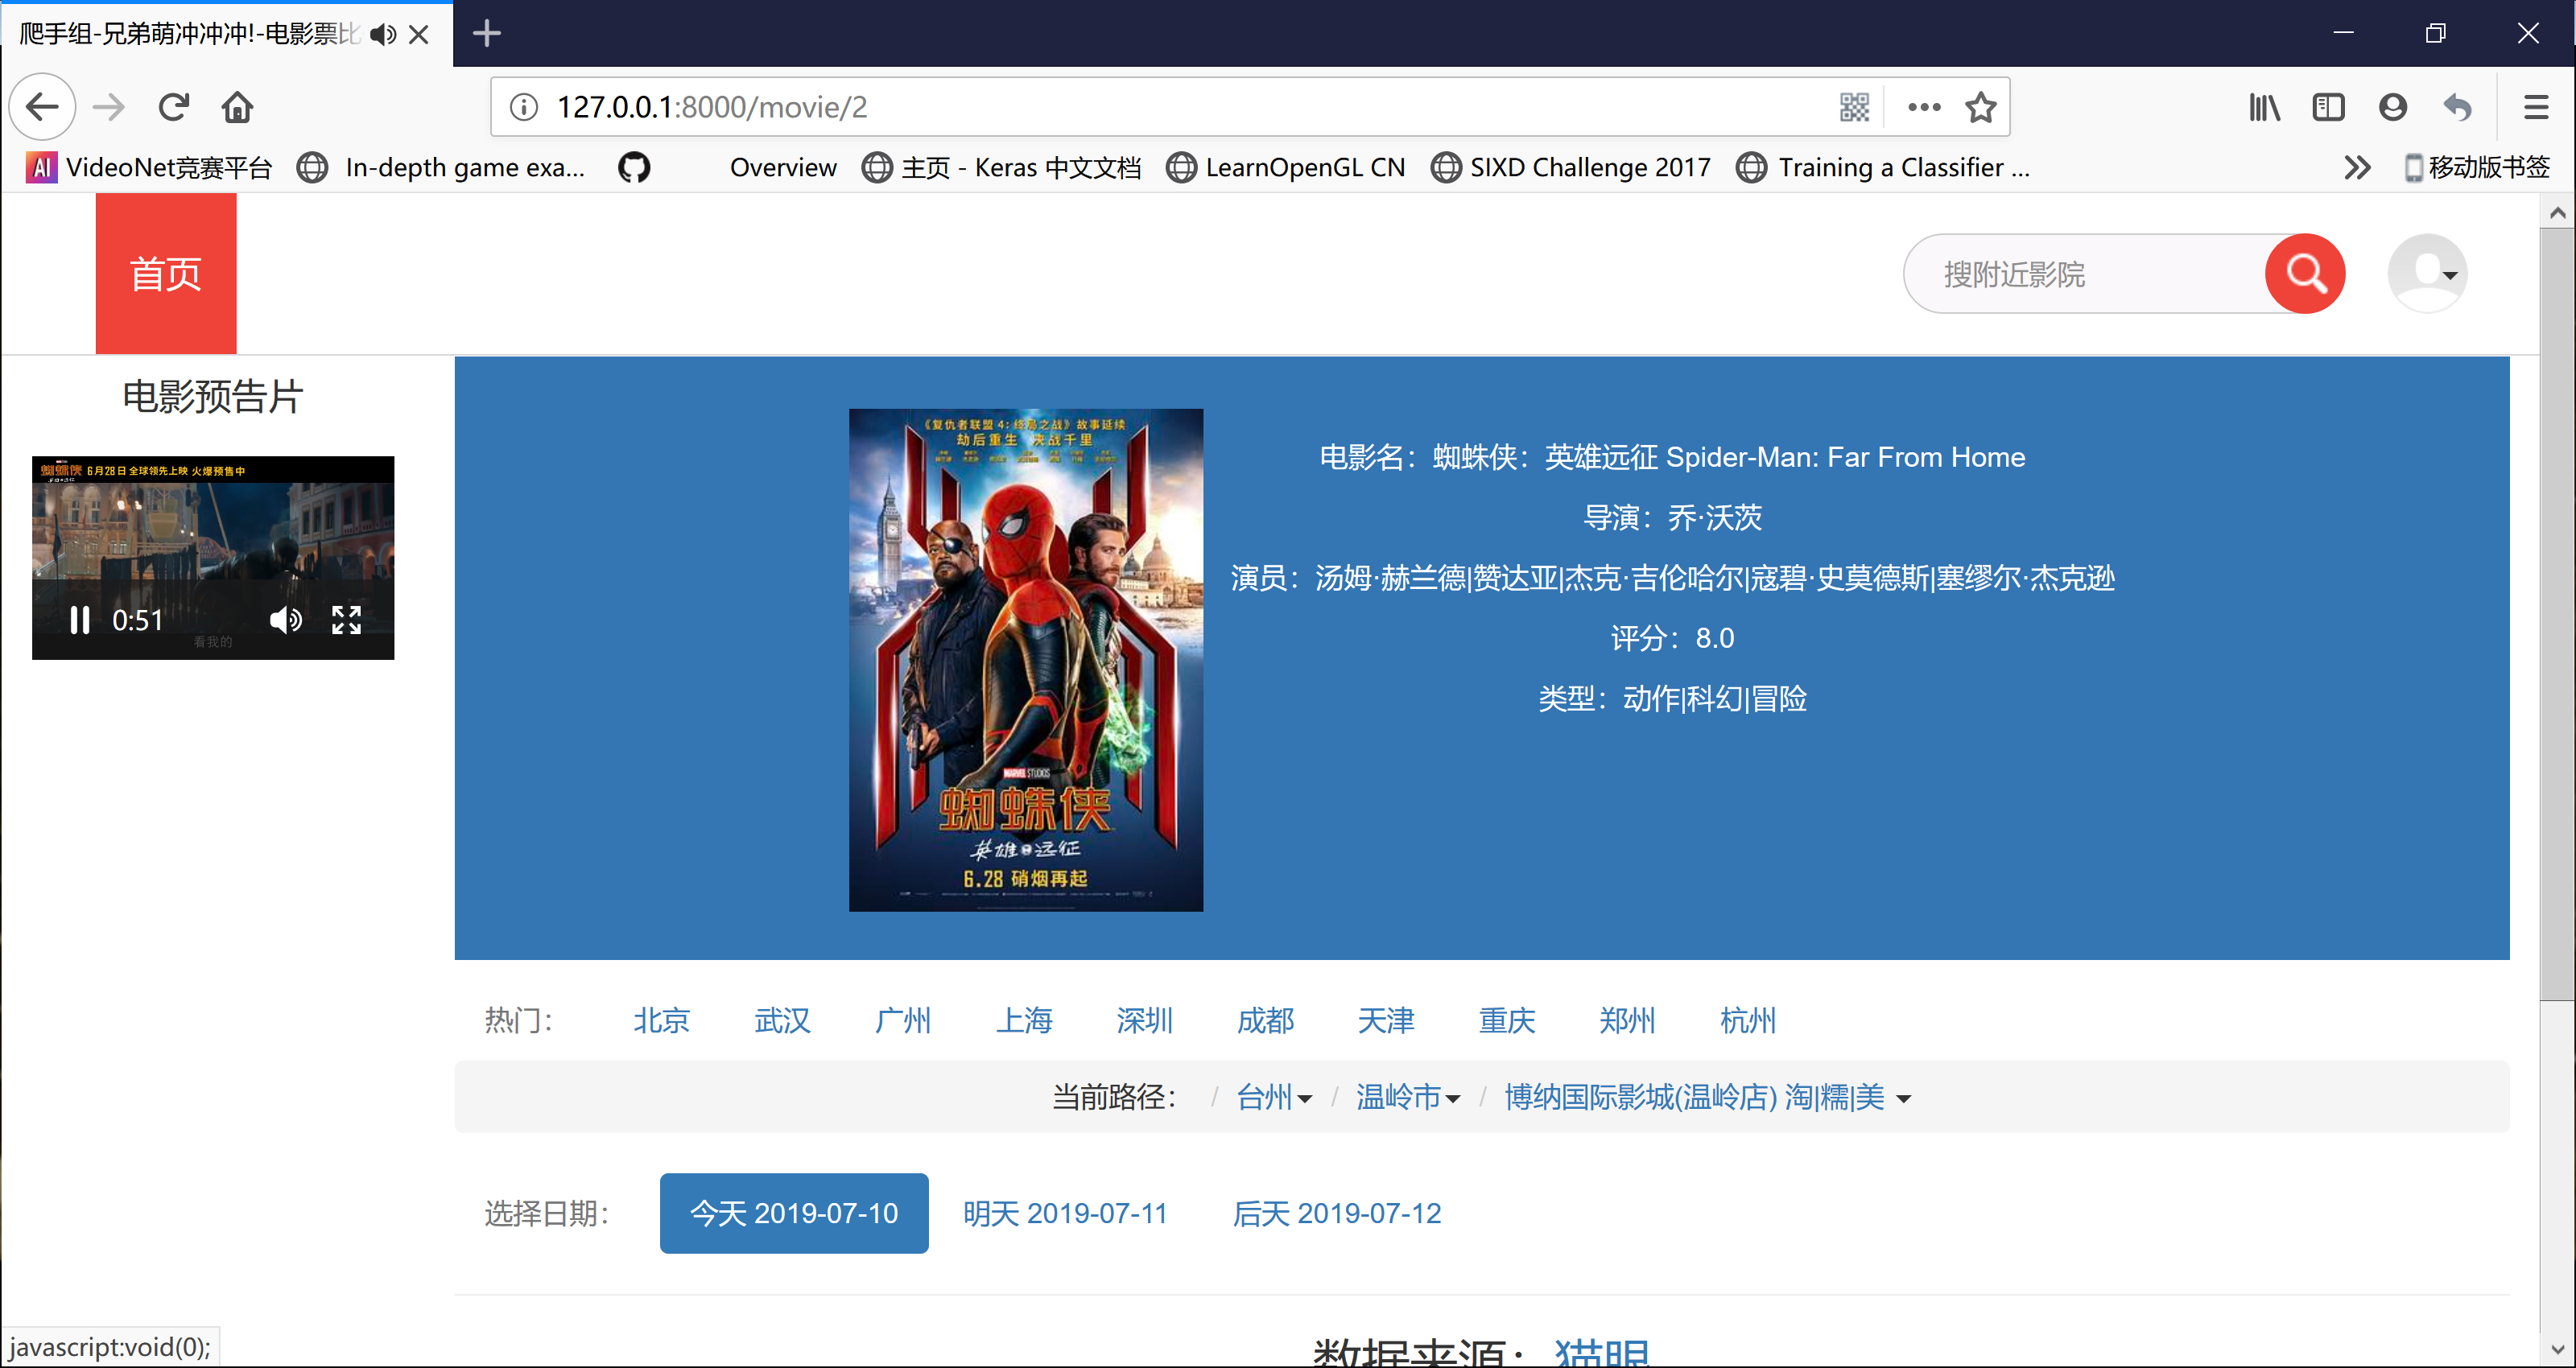 爬手组-兄弟萌冲冲冲!-电影票比
127.0.0.1:8000/movie/2
VideoNet竞赛平台
In-depth game exa...
Overview
主页 - Keras 中文文档
LearnOpenGL CN
SIXD Challenge 2017
Training a Classifier ...
移动版书签
首页
搜附近影院
电影预告片
蜘蛛侠 6月28日 全球领先上映 火爆预售中
0:51
看我的
《复仇者联盟 4：终局之战》故事延续
劫后重生 决战千里
MARVEL STUDIOS
蜘蛛侠
英雄远征
6.28 硝烟再起
电影名：蜘蛛侠：英雄远征 Spider-Man: Far From Home
导演：乔·沃茨
演员：汤姆·赫兰德|赞达亚|杰克·吉伦哈尔|寇碧·史莫德斯|塞缪尔·杰克逊
评分：8.0
类型：动作|科幻|冒险
热门： 北京 武汉 广州 上海 深圳 成都 天津 重庆 郑州 杭州
当前路径： / 台州 / 温岭市 / 博纳国际影城(温岭店) 淘|糯|美
选择日期： 今天 2019-07-10 明天 2019-07-11 后天 2019-07-12
数据来源：猫眼
javascript:void(0);